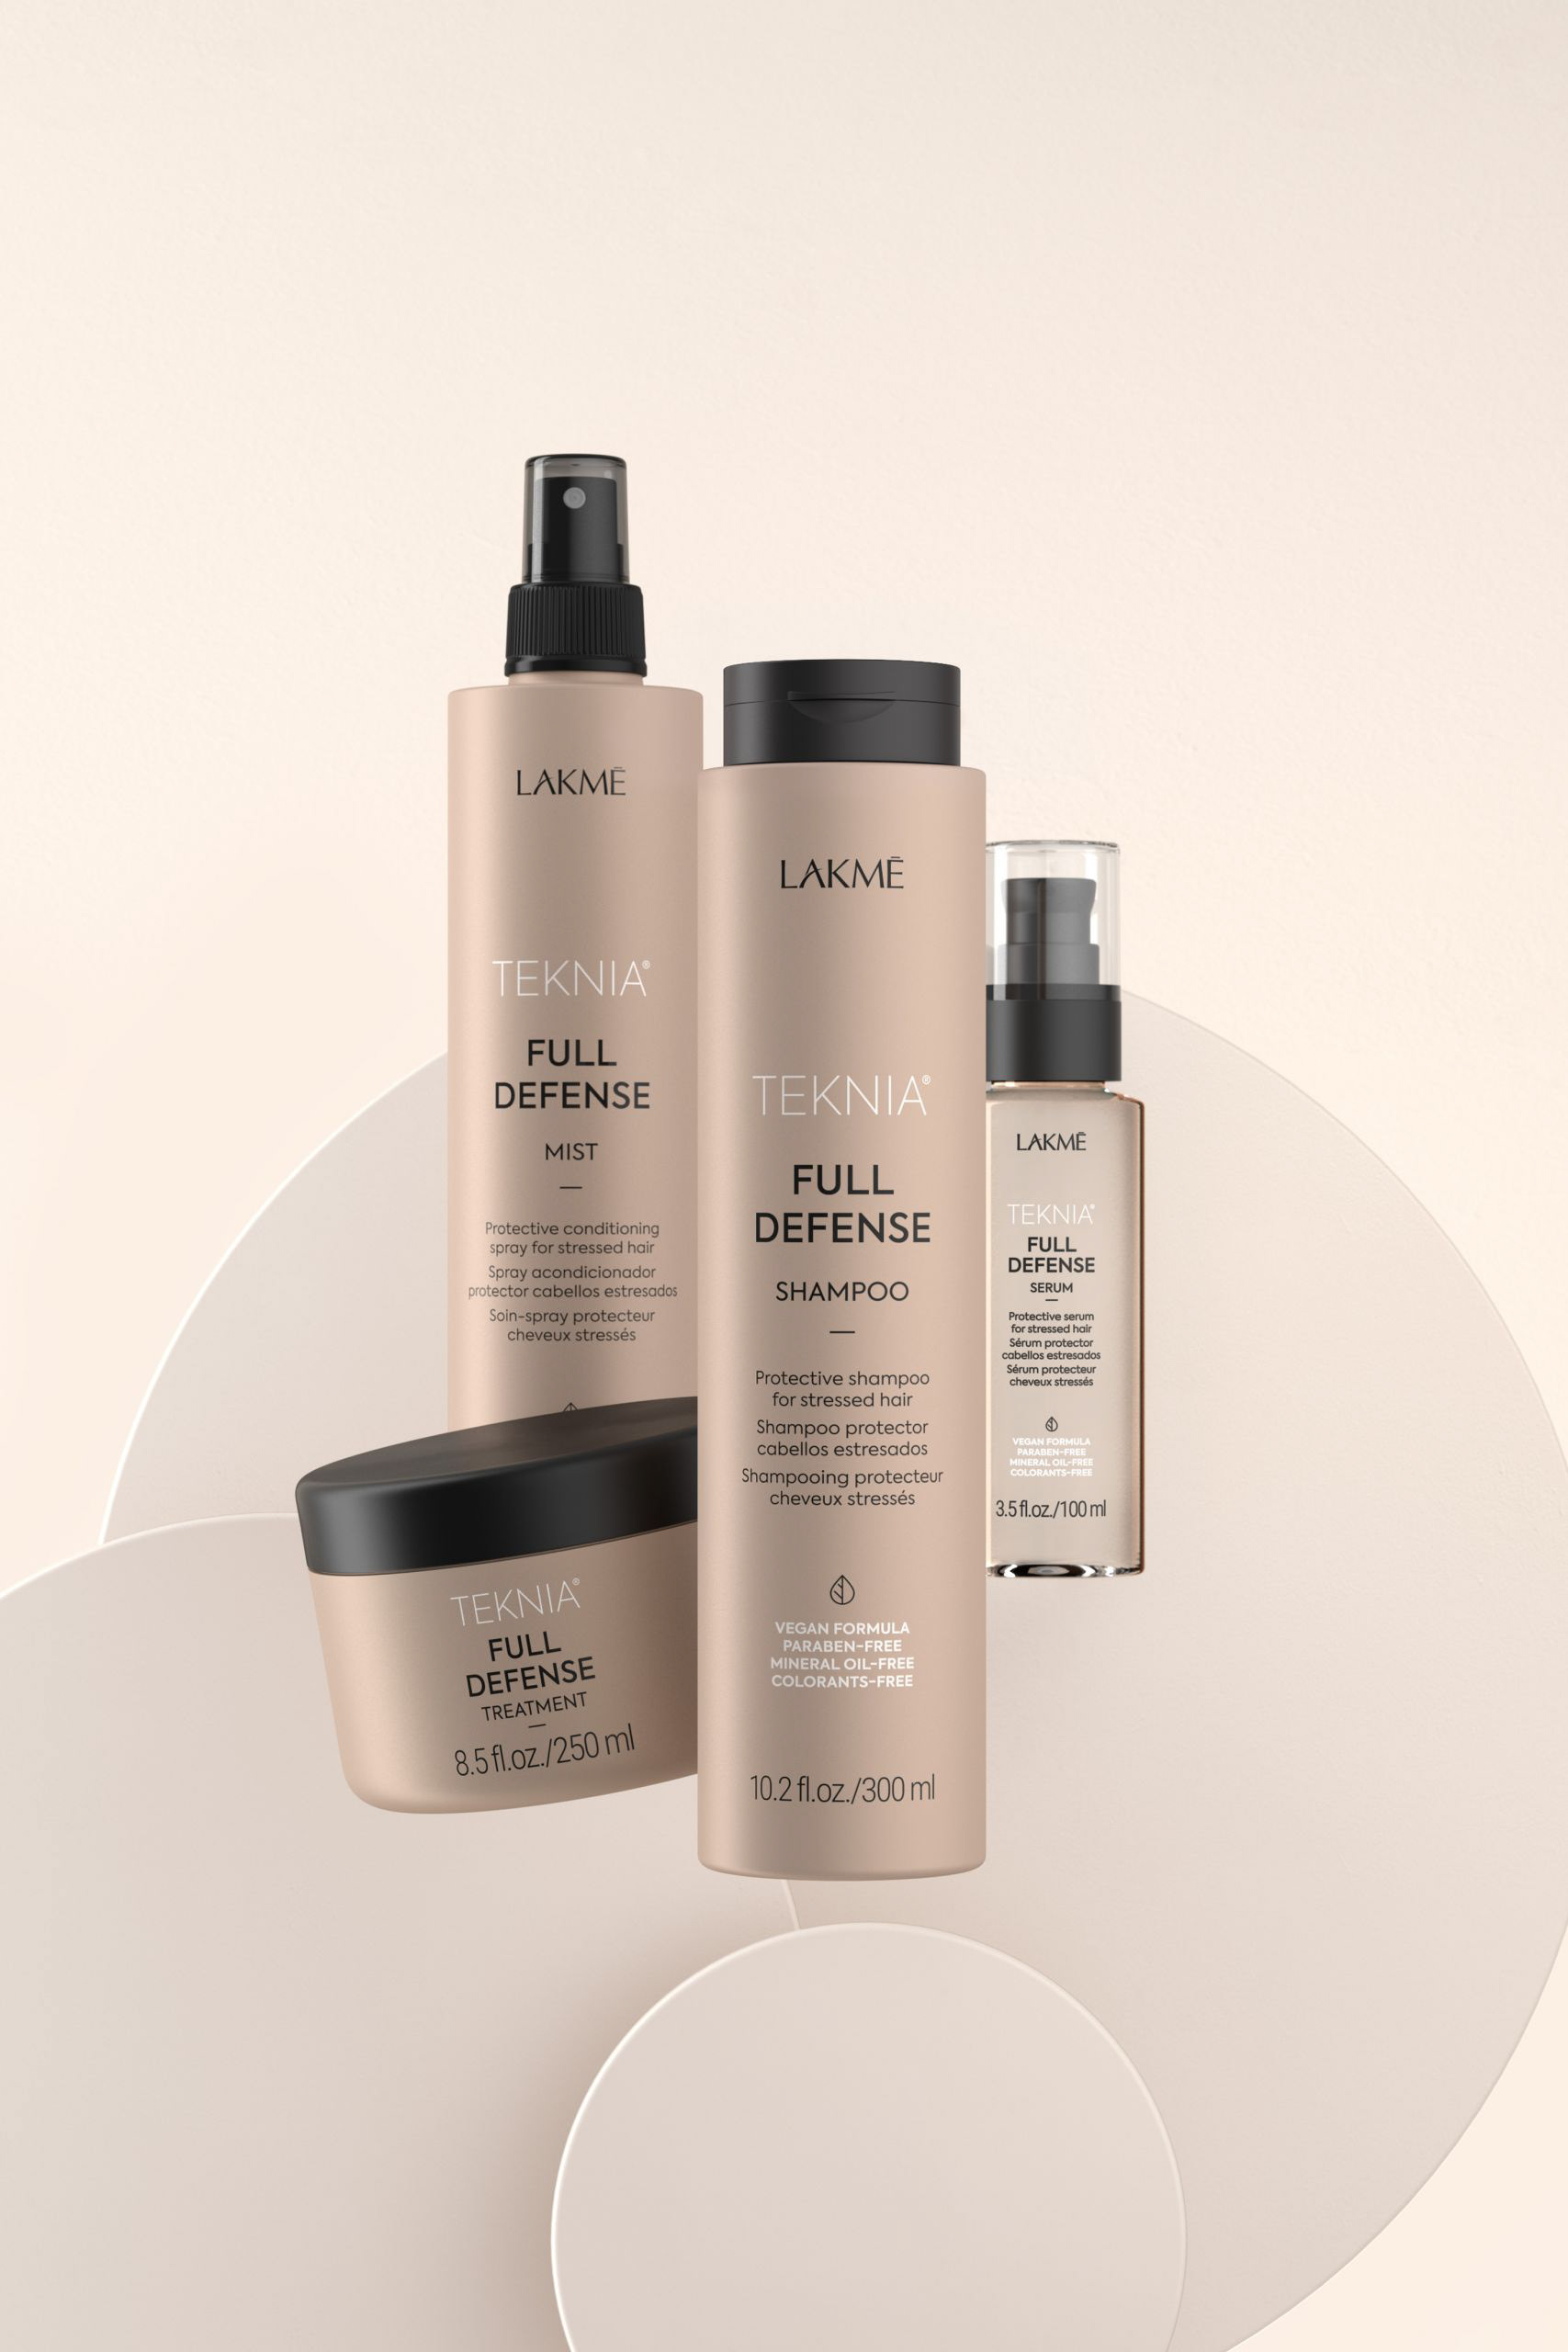 LAKMĒ
TEKNIA®
FULL
DEFENSE
MIST
Protective conditioning
spray for stressed hair
Spray acondicionador
protector cabellos estresados
Soin-spray protecteur
cheveux stressés
TEKNIA®
FULL
DEFENSE
TREATMENT
8.5 fl.oz./250 ml
LAKMĒ
TEKNIA®
FULL
DEFENSE
SHAMPOO
Protective shampoo
for stressed hair
Shampoo protector
cabellos estresados
Shampooing protecteur
cheveux stressés
VEGAN FORMULA
PARABEN-FREE
MINERAL OIL-FREE
COLORANTS-FREE
10.2 fl.oz./300 ml
LAKMĒ
TEKNIA®
FULL
DEFENSE
SERUM
Protective serum
for stressed hair
Sérum protector
cabellos estresados
Sérum protecteur
cheveux stressés
VEGAN FORMULA
PARABEN-FREE
MINERAL OIL-FREE
COLORANTS-FREE
3.5 fl.oz./100 ml